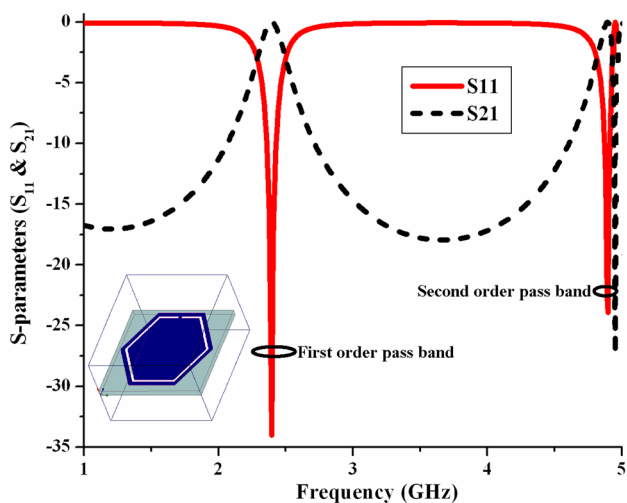 S-parameters (S11 & S21)
0
-5
-10
-15
-20
-25
-30
-35
S11
S21
Second order pass band
First order pass band
1
2
3
4
5
Frequency (GHz)